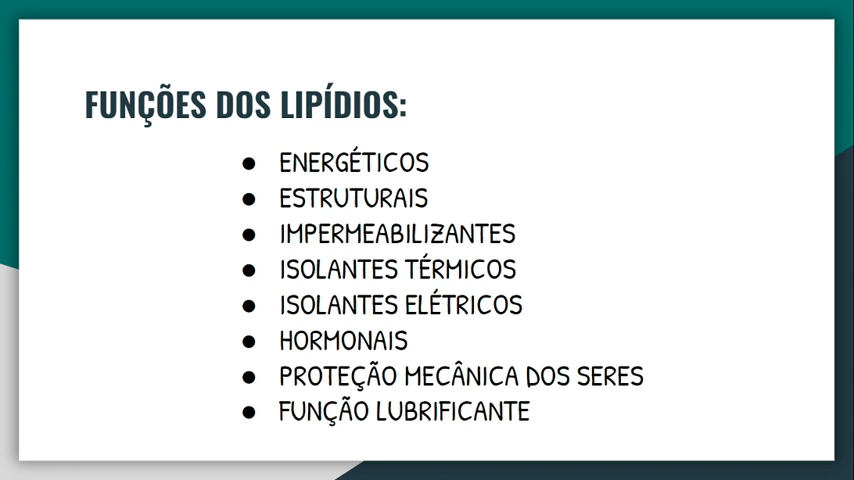 FUNÇÕES DOS LIPÍDIOS:
● ENERGÉTICOS
● ESTRUTURAIS
● IMPERMEABILIZANTES
● ISOLANTES TÉRMICOS
● ISOLANTES ELÉTRICOS
● HORMONAIS
● PROTEÇÃO MECÂNICA DOS SERES
● FUNÇÃO LUBRIFICANTE